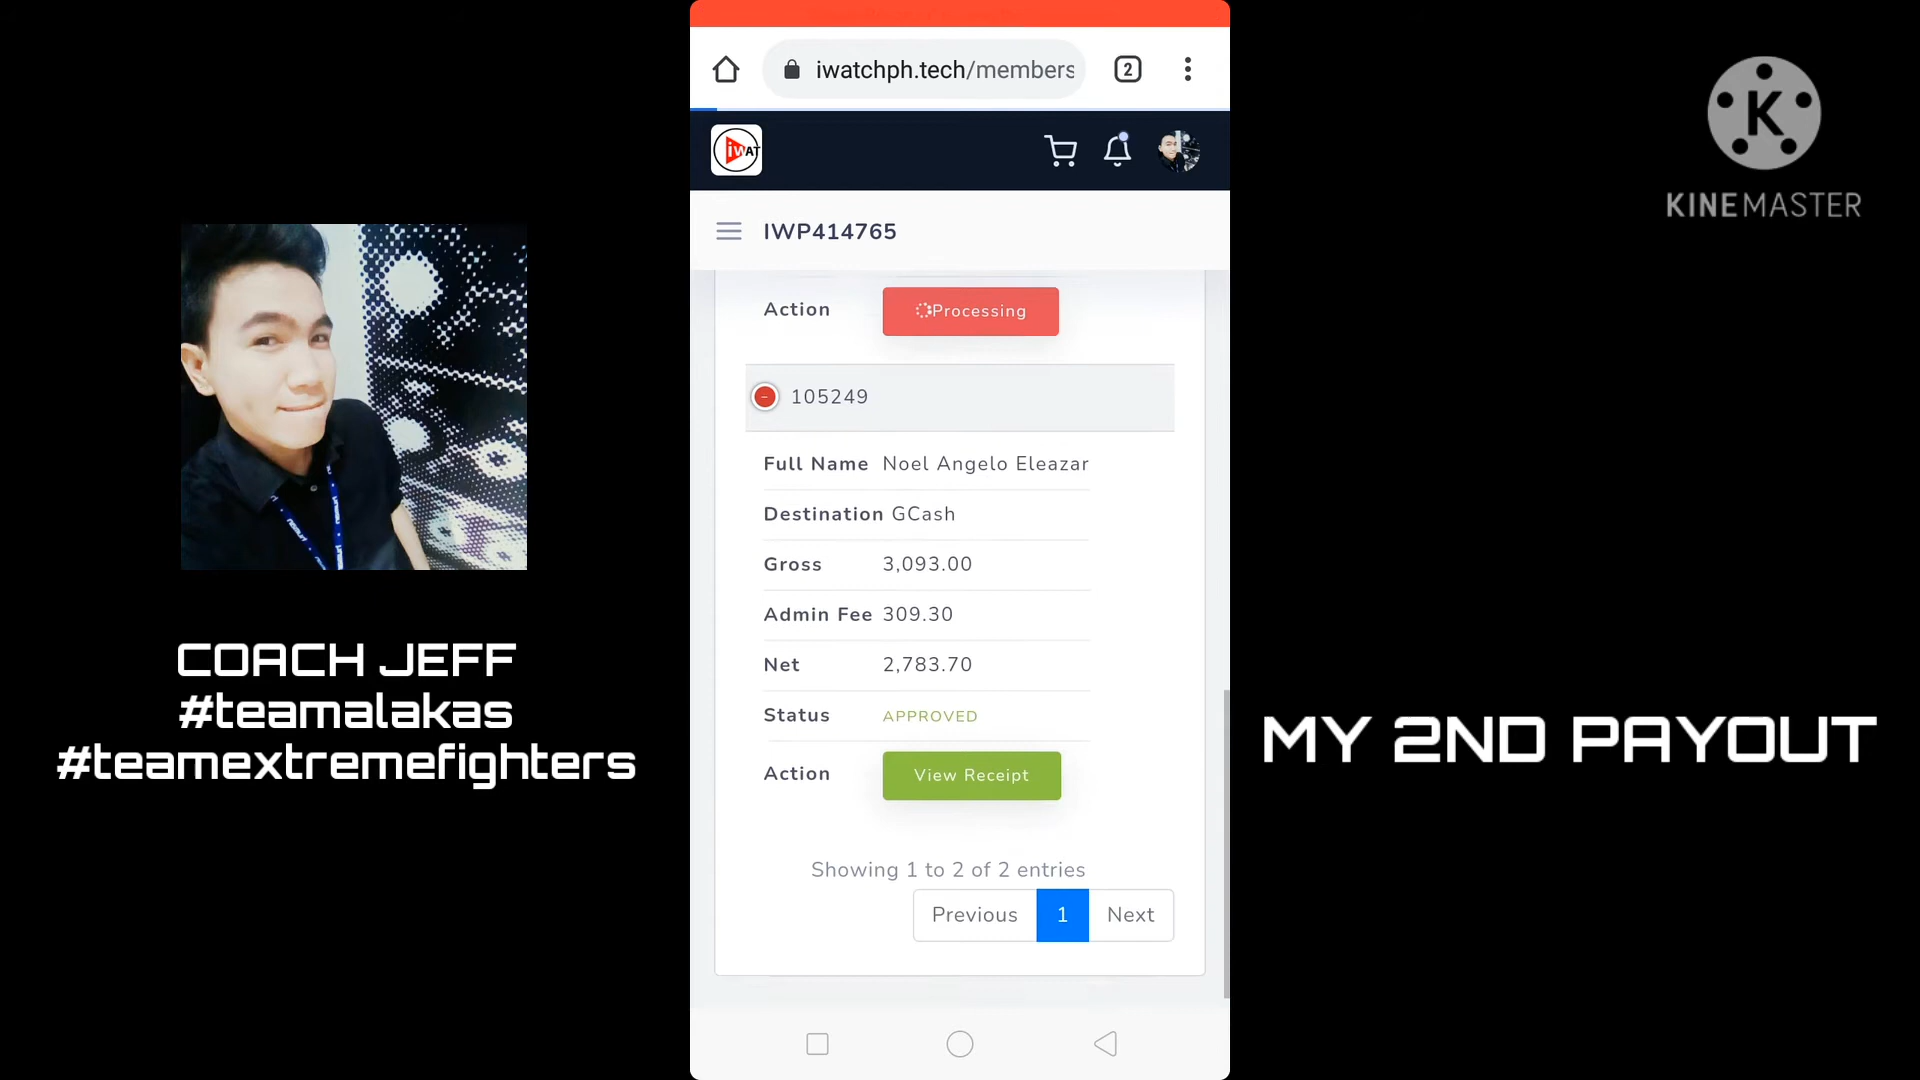 iwatchph.tech/members
2
iWAT
IWP414765
Action Processing
105249
Full Name Noel Angelo Eleazar
Destination GCash
Gross 3,093.00
Admin Fee 309.30
Net 2,783.70
Status APPROVED
Action View Receipt
Showing 1 to 2 of 2 entries
Previous 1 Next
COACH JEFF
#teamalakas
#teamextremefighters
K
KINEMASTER
MY 2ND PAYOUT